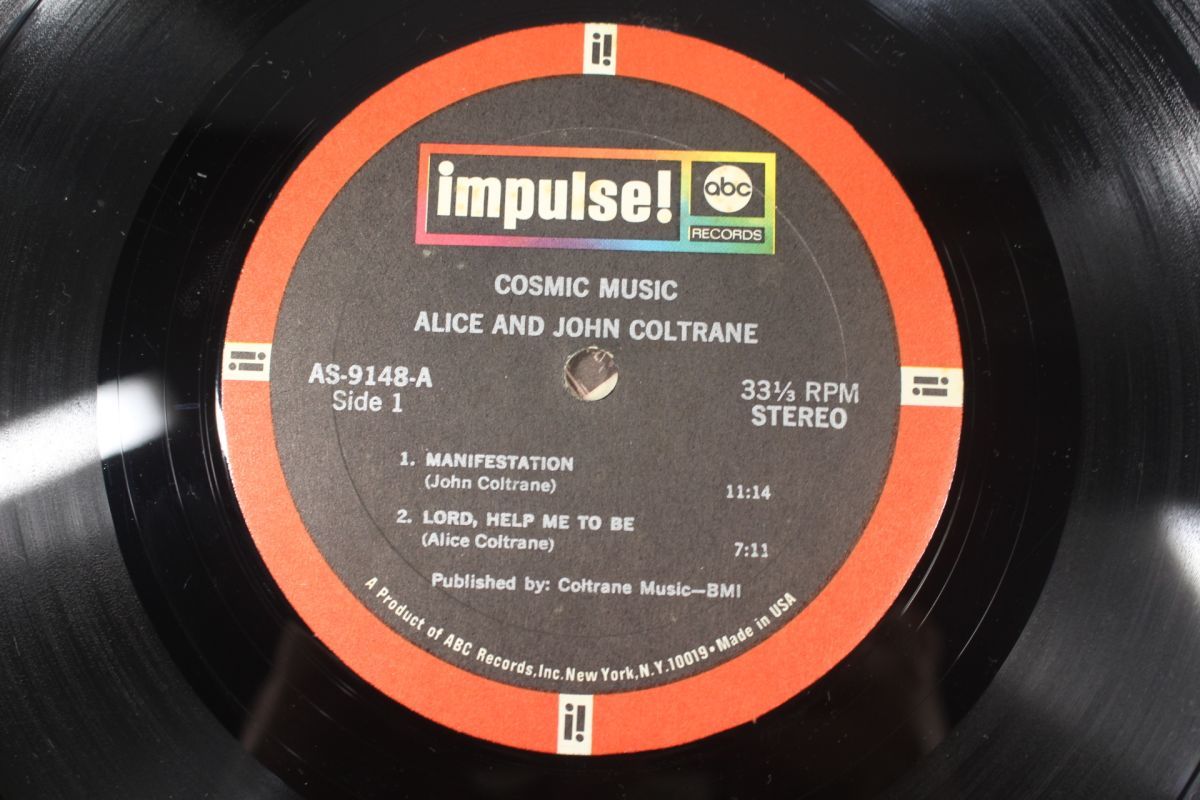 i!
impulse!
abc
RECORDS
COSMIC MUSIC
ALICE AND JOHN COLTRANE
AS-9148-A
Side 1
33⅓ RPM
STEREO
i!
i!
1. MANIFESTATION
(John Coltrane)
11:14
2. LORD, HELP ME TO BE
(Alice Coltrane)
7:11
Published by: Coltrane Music—BMI
A Product of ABC Records, Inc. New York, N.Y. 10019 • Made in USA
i!